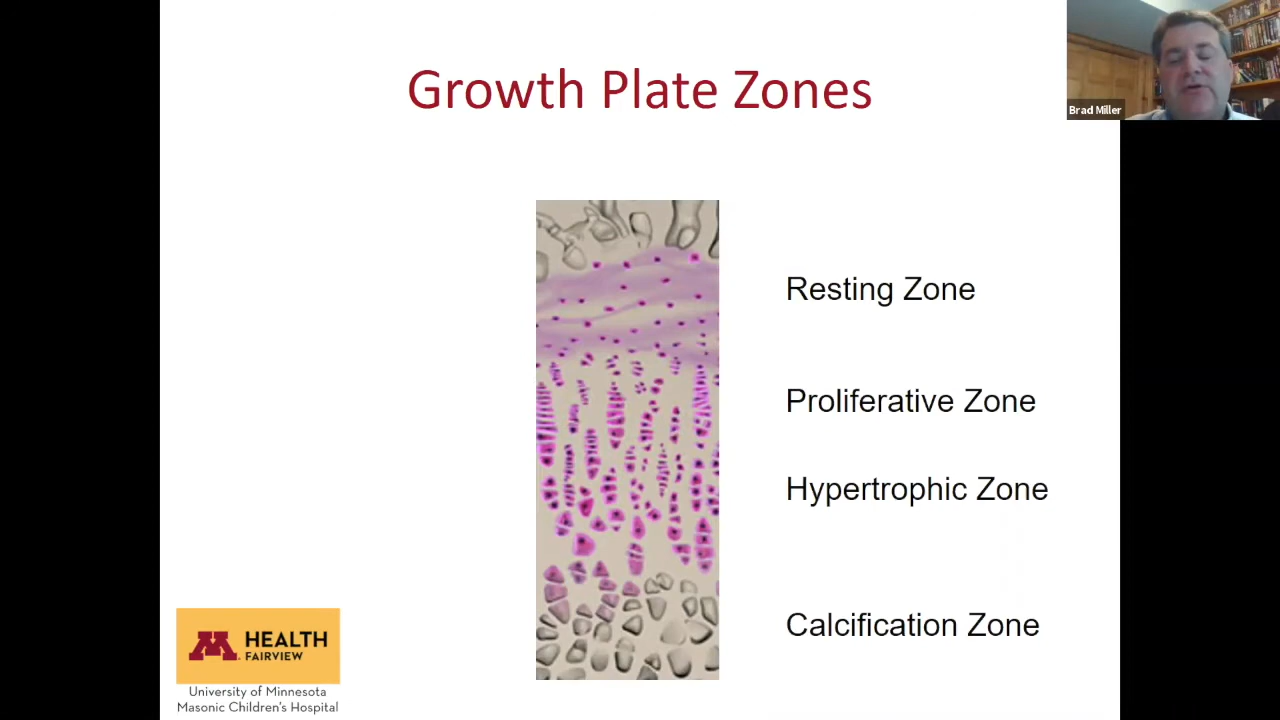 Growth Plate Zones
Brad Miller
Resting Zone
Proliferative Zone
Hypertrophic Zone
Calcification Zone
M HEALTH
FAIRVIEW
University of Minnesota
Masonic Children's Hospital